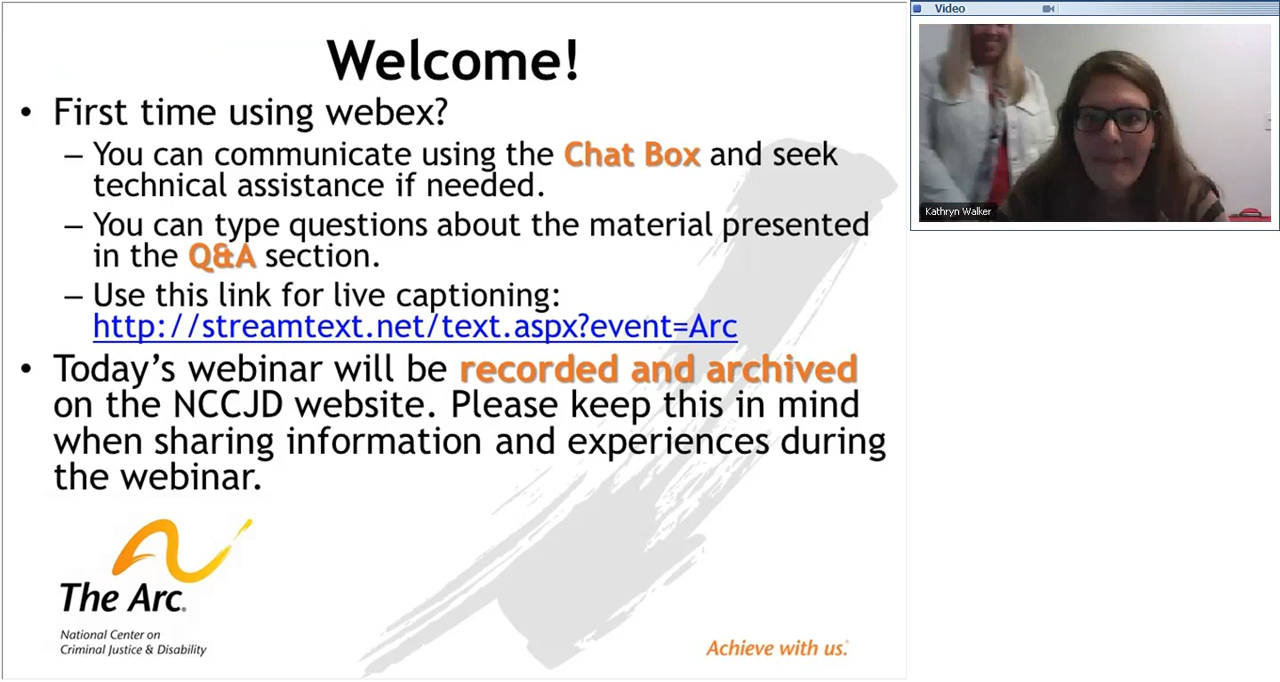 Welcome!
• First time using webex?
– You can communicate using the Chat Box and seek
technical assistance if needed.
– You can type questions about the material presented
in the Q&A section.
– Use this link for live captioning:
http://streamtext.net/text.aspx?event=Arc
• Today's webinar will be recorded and archived
on the NCCJD website. Please keep this in mind
when sharing information and experiences during
the webinar.
The Arc®
National Center on
Criminal Justice & Disability
Achieve with us.
Video
Kathryn Walker